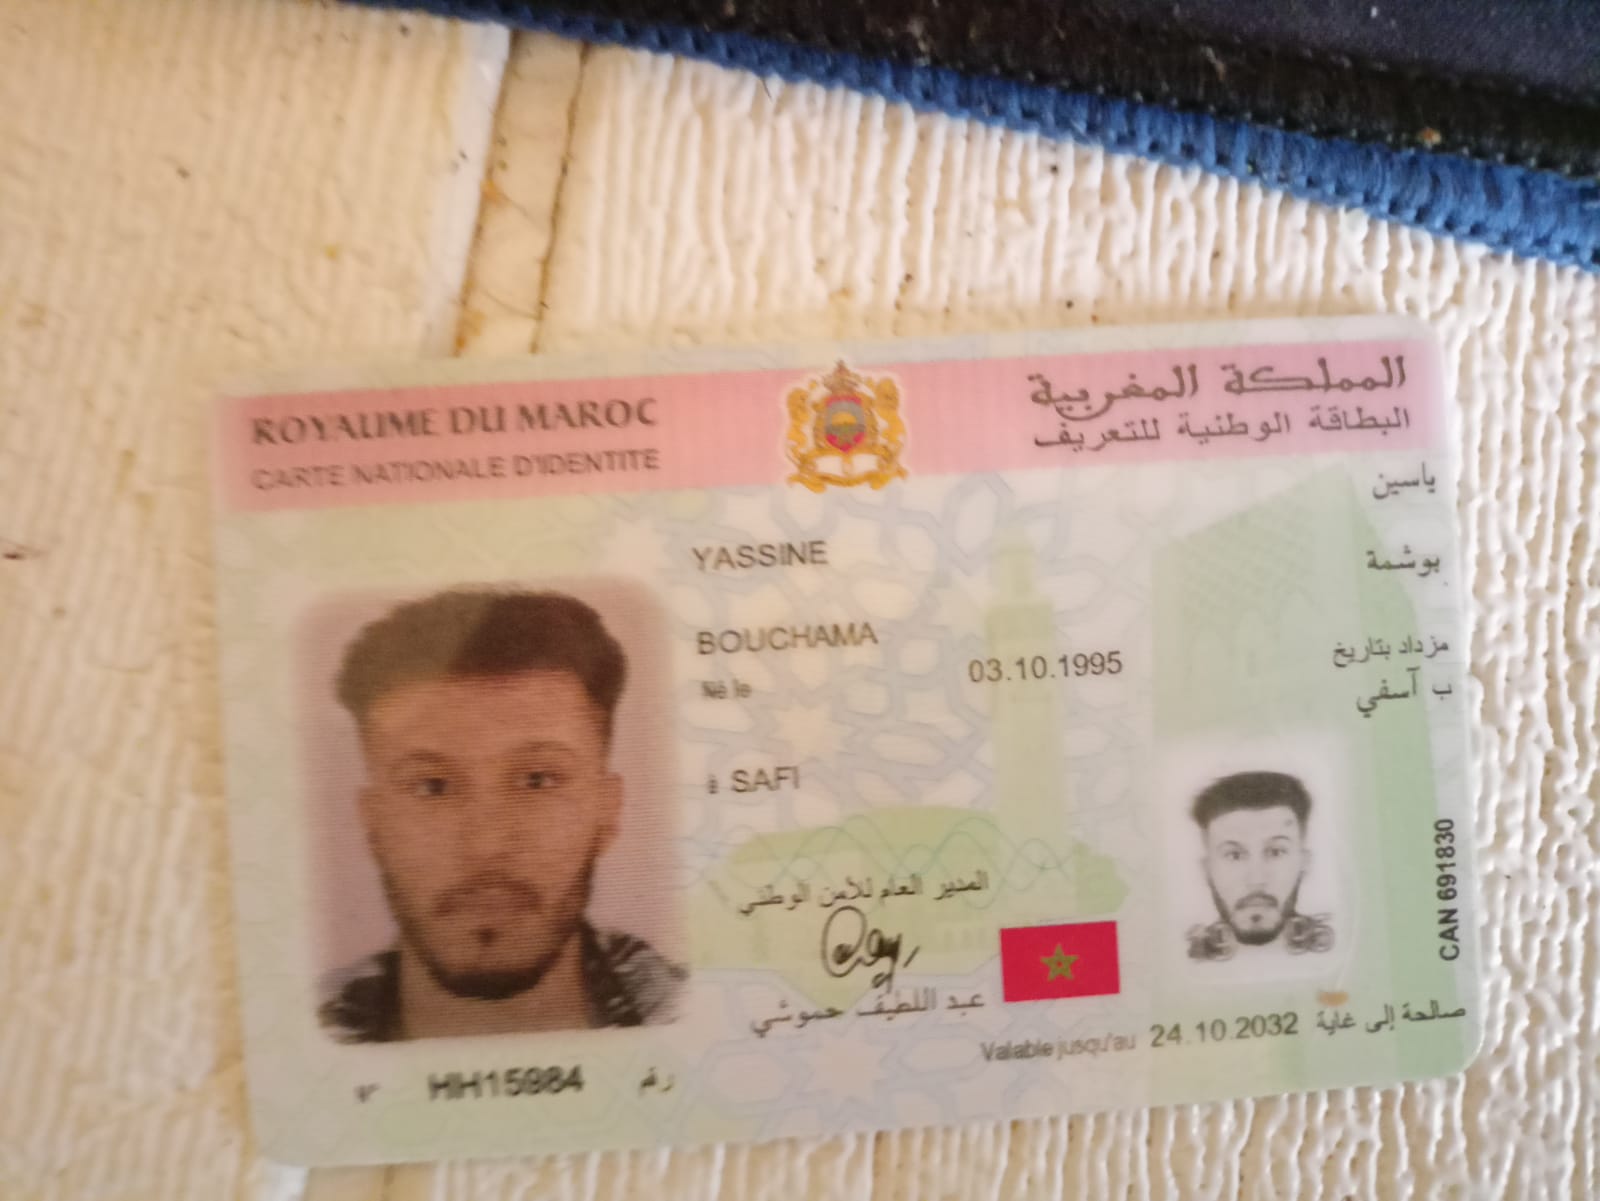 ROYAUME DU MAROC
المملكة المغربية
CARTE NATIONALE D'IDENTITE
البطاقة الوطنية للتعريف
ياسين
YASSINE
بوشمة
BOUCHAMA
مزداد بتاريخ
Né le
03.10.1995
ب آسفي
à SAFI
المدير العام للأمن الوطني
عبد اللطيف حموشي
CAN 691830
صالحة إلى غاية
Valable jusqu'au 24.10.2032
N° HH15984 رقم